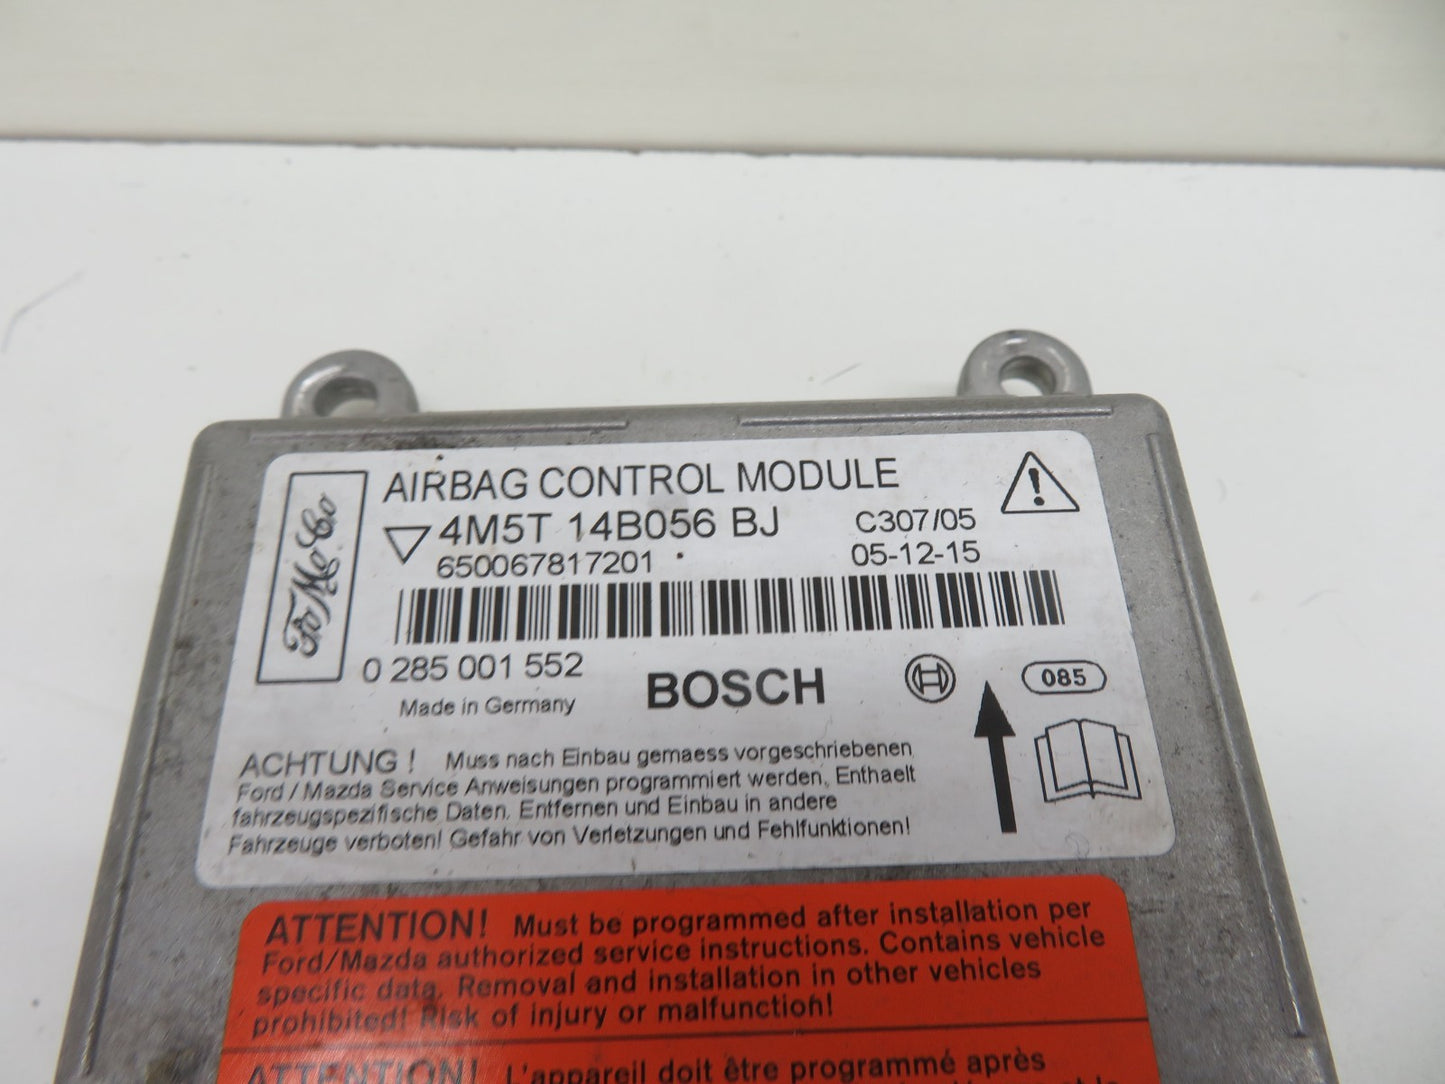 FoMoCo
AIRBAG CONTROL MODULE
4M5T 14B056 BJ
C307/05
650067817201
05-12-15
0 285 001 552
Made in Germany
BOSCH
085
ACHTUNG ! Muss nach Einbau gemaess vorgeschriebenen
Ford / Mazda Service Anweisungen programmiert werden, Enthaelt
fahrzeugspezifische Daten. Entfernen und Einbau in andere
Fahrzeuge verboten! Gefahr von Verletzungen und Fehlfunktionen!
ATTENTION! Must be programmed after installation per
Ford/Mazda authorized service instructions. Contains vehicle
specific data. Removal and installation in other vehicles
prohibited! Risk of injury or malfunction!
ATTENTION! L'appareil doit être programmé après